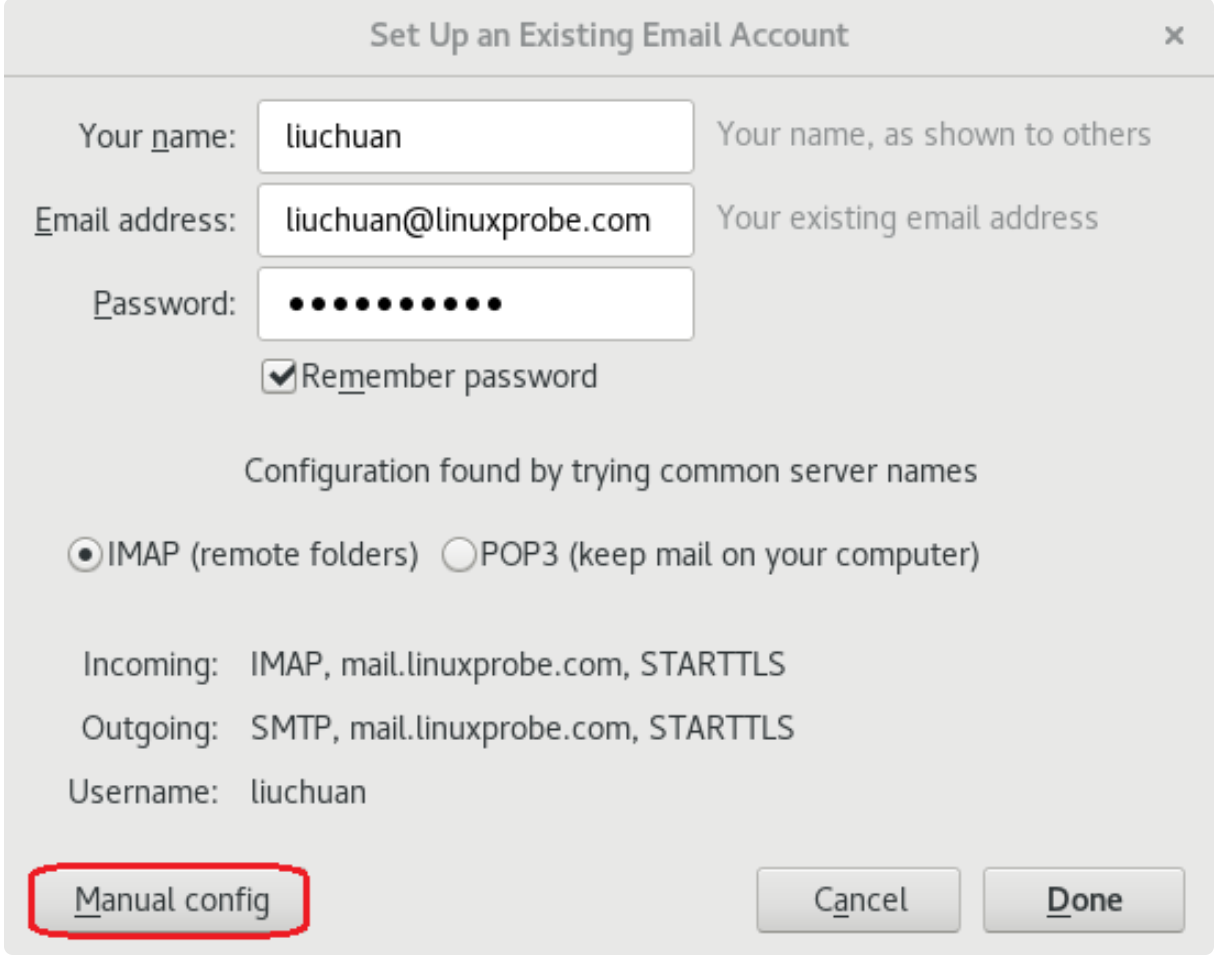 Set Up an Existing Email Account ×
Your name: liuchuan Your name, as shown to others
Email address: liuchuan@linuxprobe.com Your existing email address
Password: ●●●●●●●●●●
Remember password
Configuration found by trying common server names
IMAP (remote folders) POP3 (keep mail on your computer)
Incoming: IMAP, mail.linuxprobe.com, STARTTLS
Outgoing: SMTP, mail.linuxprobe.com, STARTTLS
Username: liuchuan
Manual config Cancel Done